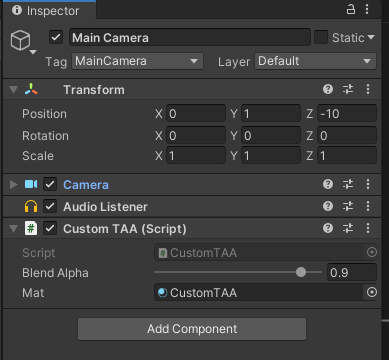 Inspector
Main Camera Static
Tag MainCamera Layer Default
Transform
Position X 0 Y 1 Z -10
Rotation X 0 Y 0 Z 0
Scale X 1 Y 1 Z 1
Camera
Audio Listener
# Custom TAA (Script)
Script # CustomTAA
Blend Alpha 0.9
Mat CustomTAA
Add Component